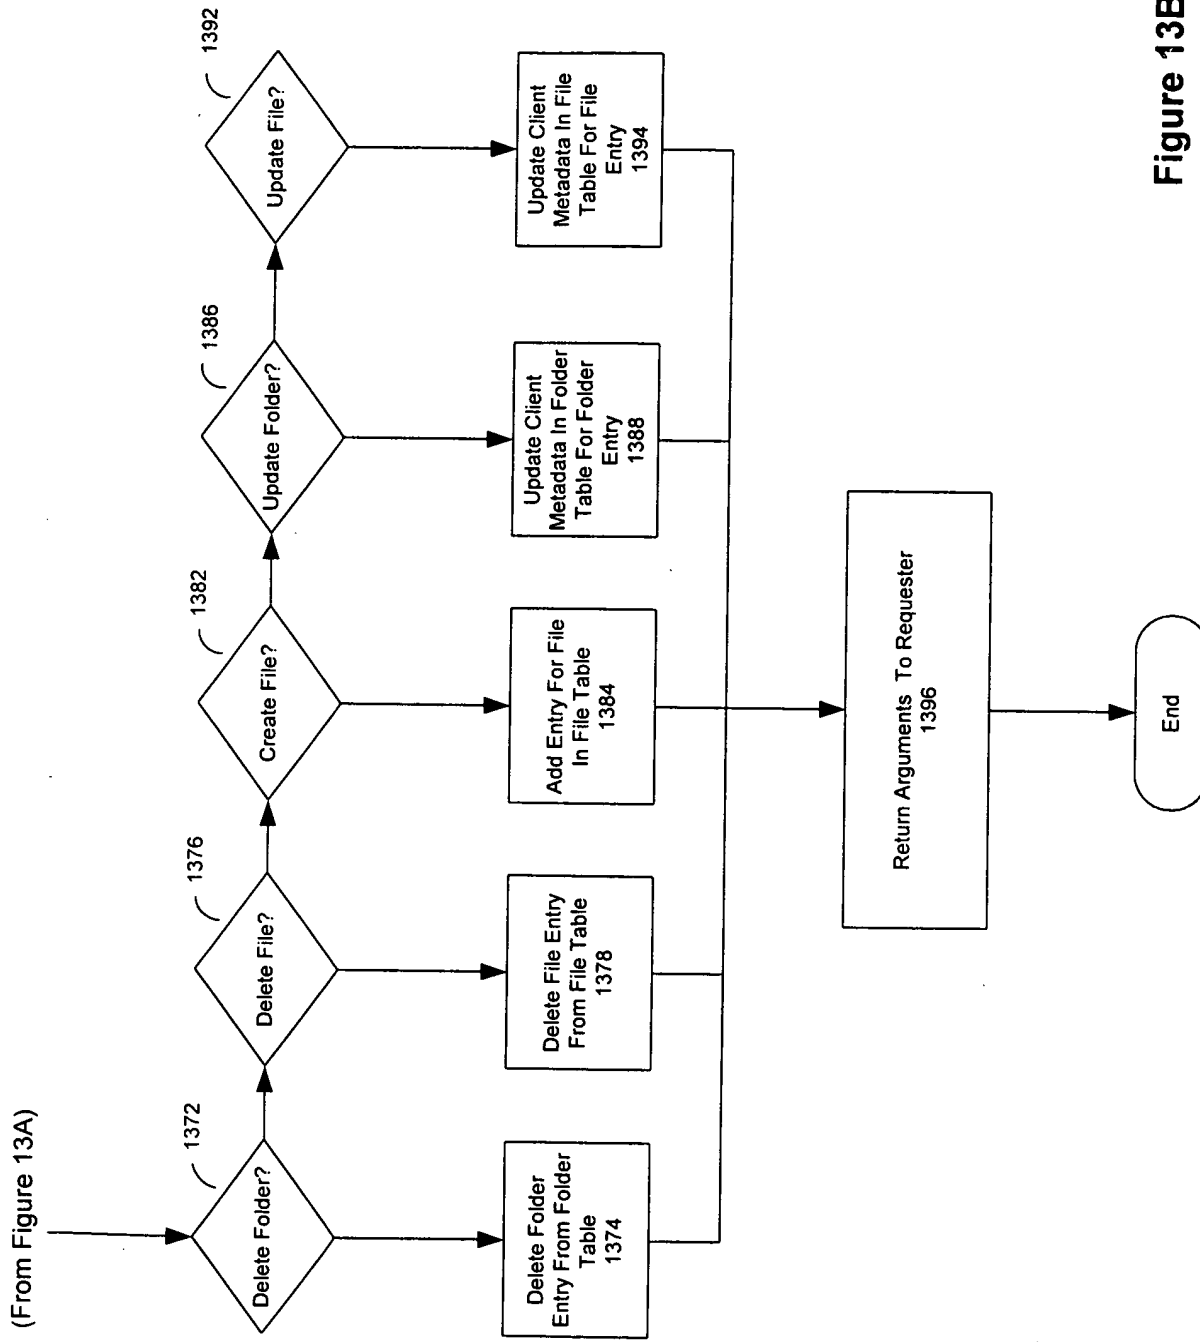 (From Figure 13A)
1372
Delete Folder?
1376
Delete File?
1382
Create File?
1386
Update Folder?
1392
Update File?
Delete Folder
Entry From Folder
Table
1374
Delete File Entry
From File Table
1378
Add Entry For File
In File Table
1384
Update Client
Metadata In Folder
Table For Folder
Entry
1388
Update Client
Metadata In File
Table For File
Entry
1394
Return Arguments To Requester
1396
End
Figure 13B